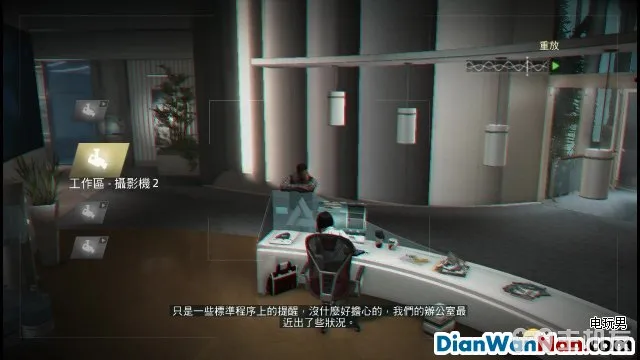 重放
工作區 - 攝影機 2
只是一些標準程序上的提醒，沒什麼好擔心的，我們的辦公室最
近出了些狀況。
电玩男
DianWanNan.com